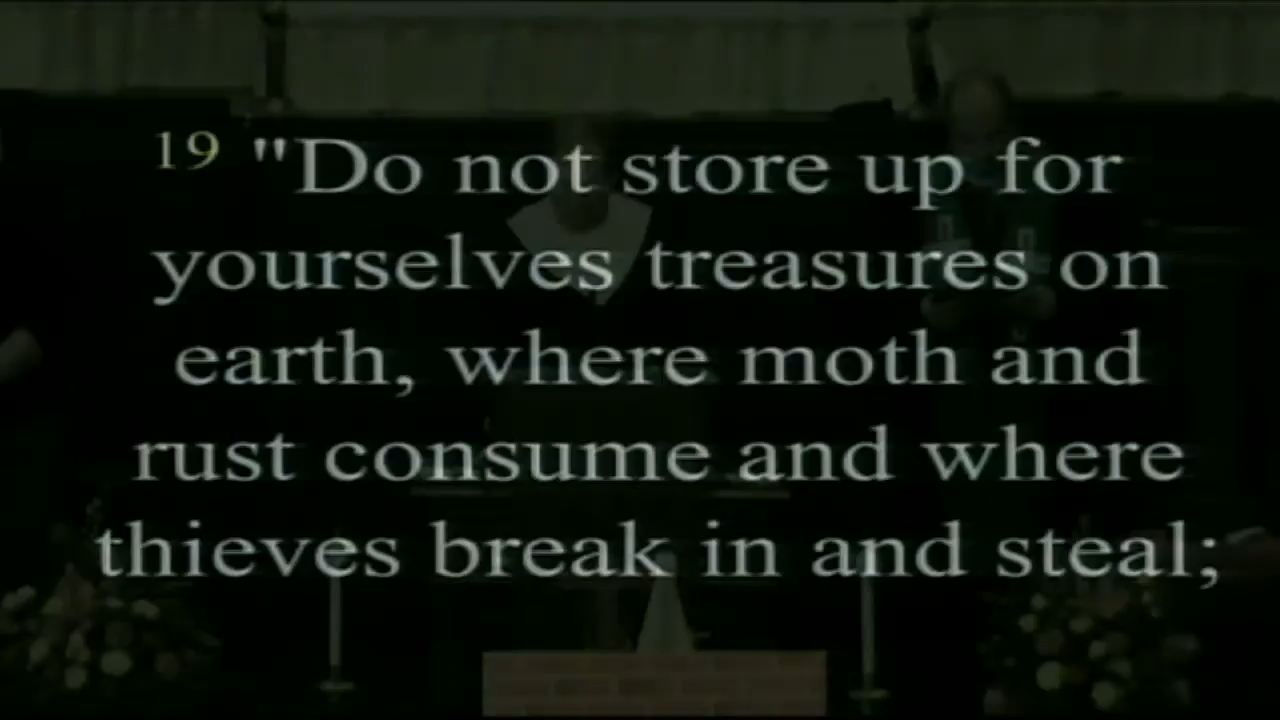 19 "Do not store up for
yourselves treasures on
earth, where moth and
rust consume and where
thieves break in and steal;